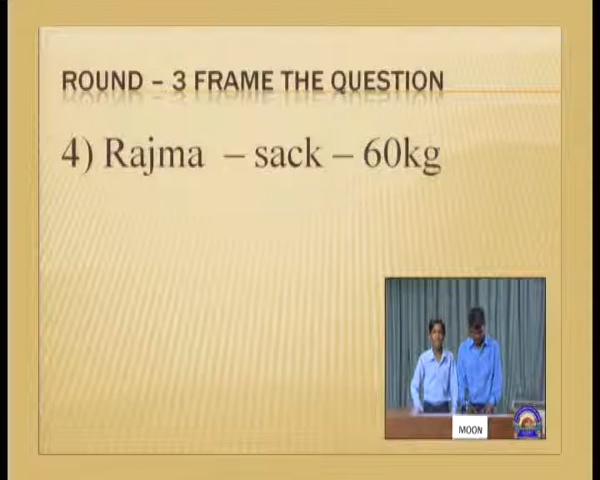 ROUND – 3 FRAME THE QUESTION
4) Rajma – sack – 60kg
MOON